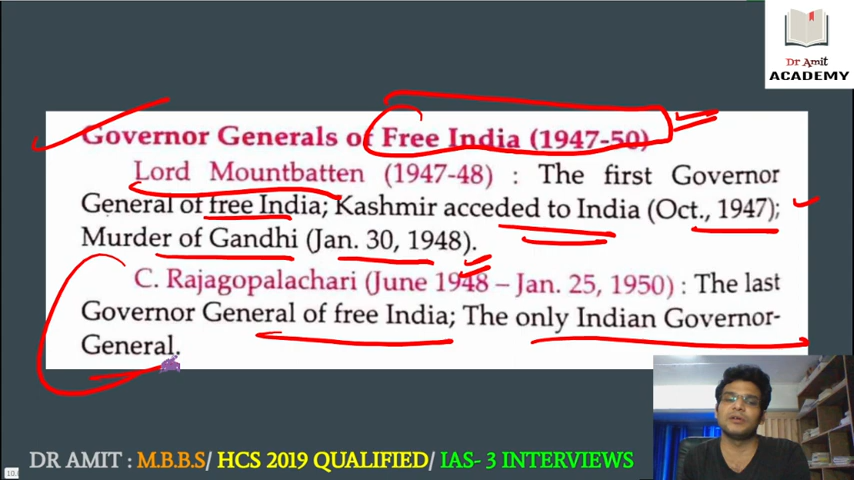 Dr Amit
ACADEMY
Governor Generals of Free India (1947-50)
Lord Mountbatten (1947-48) : The first Governor
General of free India; Kashmir acceded to India (Oct., 1947);
Murder of Gandhi (Jan. 30, 1948).
C. Rajagopalachari (June 1948 – Jan. 25, 1950) : The last
Governor General of free India; The only Indian Governor-
General.
DR AMIT : M.B.B.S/ HCS 2019 QUALIFIED/ IAS- 3 INTERVIEWS